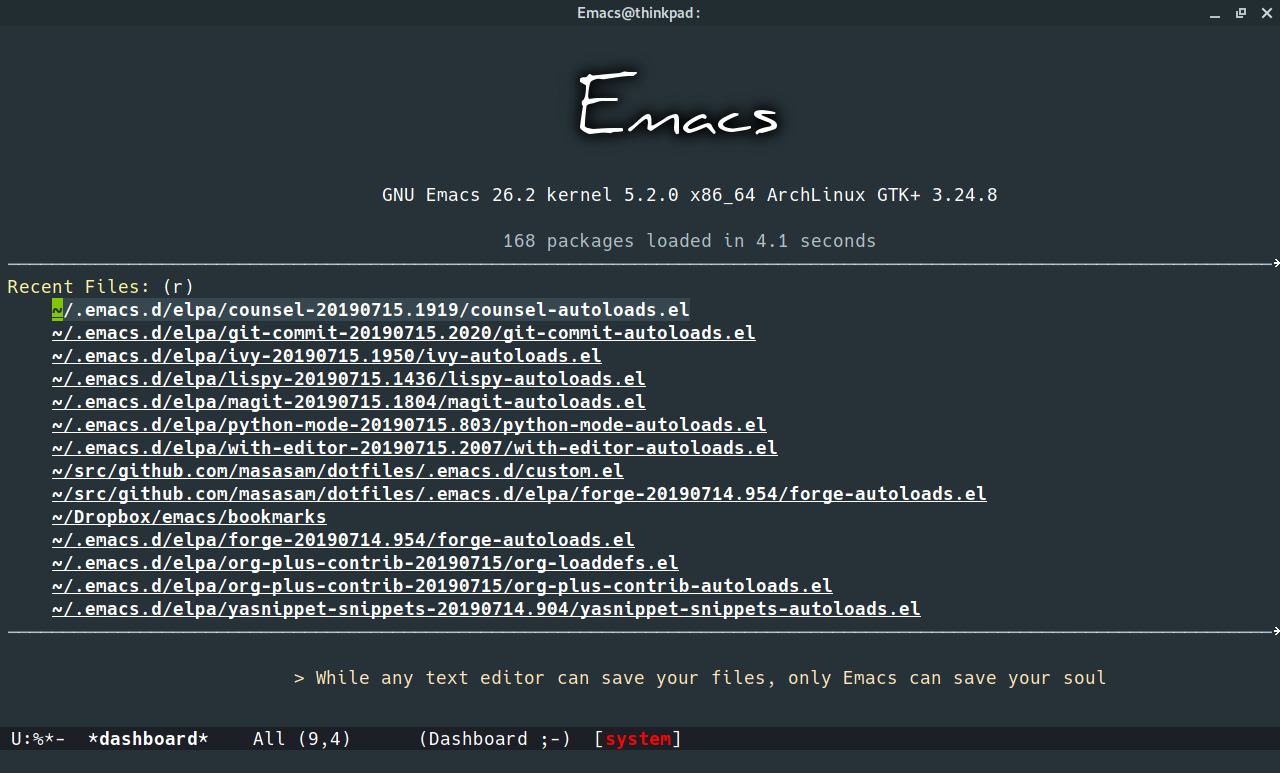 Emacs@thinkpad:
Emacs
GNU Emacs 26.2 kernel 5.2.0 x86_64 ArchLinux GTK+ 3.24.8
168 packages loaded in 4.1 seconds
Recent Files: (r)
~/.emacs.d/elpa/counsel-20190715.1919/counsel-autoloads.el
~/.emacs.d/elpa/git-commit-20190715.2020/git-commit-autoloads.el
~/.emacs.d/elpa/ivy-20190715.1950/ivy-autoloads.el
~/.emacs.d/elpa/lispy-20190715.1436/lispy-autoloads.el
~/.emacs.d/elpa/magit-20190715.1804/magit-autoloads.el
~/.emacs.d/elpa/python-mode-20190715.803/python-mode-autoloads.el
~/.emacs.d/elpa/with-editor-20190715.2007/with-editor-autoloads.el
~/src/github.com/masasam/dotfiles/.emacs.d/custom.el
~/src/github.com/masasam/dotfiles/.emacs.d/elpa/forge-20190714.954/forge-autoloads.el
~/Dropbox/emacs/bookmarks
~/.emacs.d/elpa/forge-20190714.954/forge-autoloads.el
~/.emacs.d/elpa/org-plus-contrib-20190715/org-loaddefs.el
~/.emacs.d/elpa/org-plus-contrib-20190715/org-plus-contrib-autoloads.el
~/.emacs.d/elpa/yasnippet-snippets-20190714.904/yasnippet-snippets-autoloads.el
> While any text editor can save your files, only Emacs can save your soul
U:%*-  *dashboard*    All (9,4)      (Dashboard ;-)  [system]